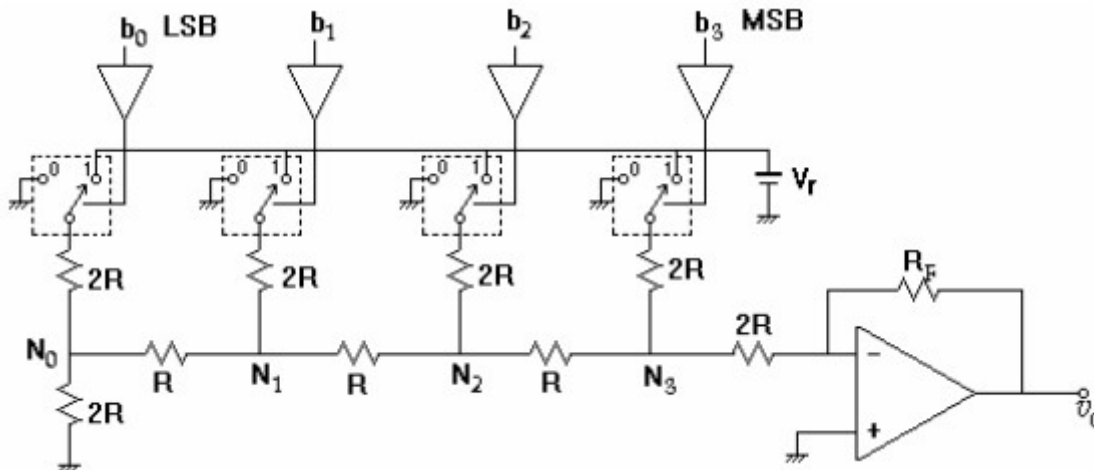 b0 LSB b1 b2 b3 MSB
0 1 0 1 0 1 0 1 Vr
2R 2R 2R 2R RF
2R
N0 R N1 R N2 R N3 −
2R + v0